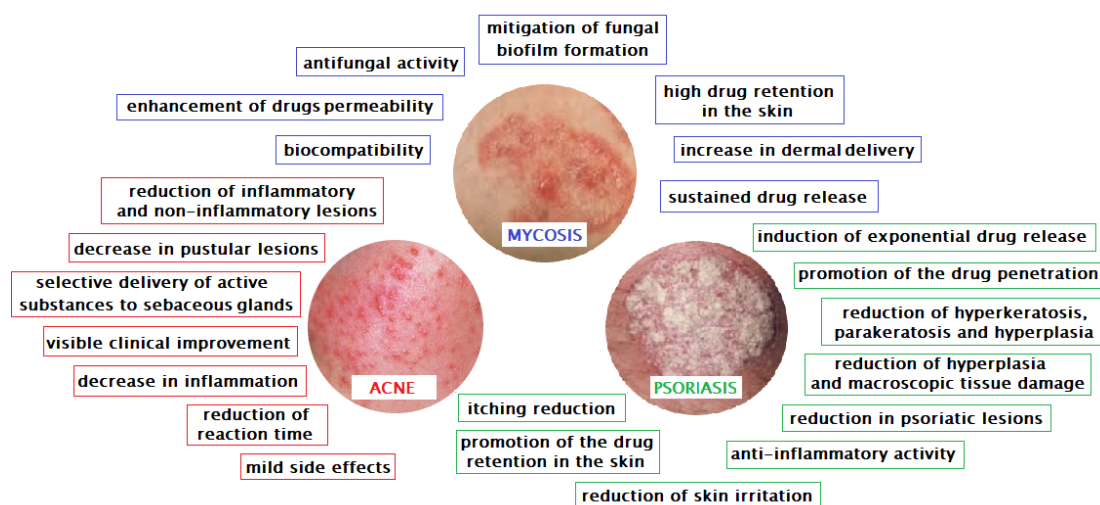 mitigation of fungal
biofilm formation
antifungal activity
high drug retention
in the skin
enhancement of drugs permeability
increase in dermal delivery
biocompatibility
sustained drug release
MYCOSIS
reduction of inflammatory
and non-inflammatory lesions
decrease in pustular lesions
selective delivery of active
substances to sebaceous glands
visible clinical improvement
decrease in inflammation
reduction of
reaction time
mild side effects
ACNE
induction of exponential drug release
promotion of the drug penetration
reduction of hyperkeratosis,
parakeratosis and hyperplasia
reduction of hyperplasia
and macroscopic tissue damage
reduction in psoriatic lesions
anti-inflammatory activity
PSORIASIS
itching reduction
promotion of the drug
retention in the skin
reduction of skin irritation